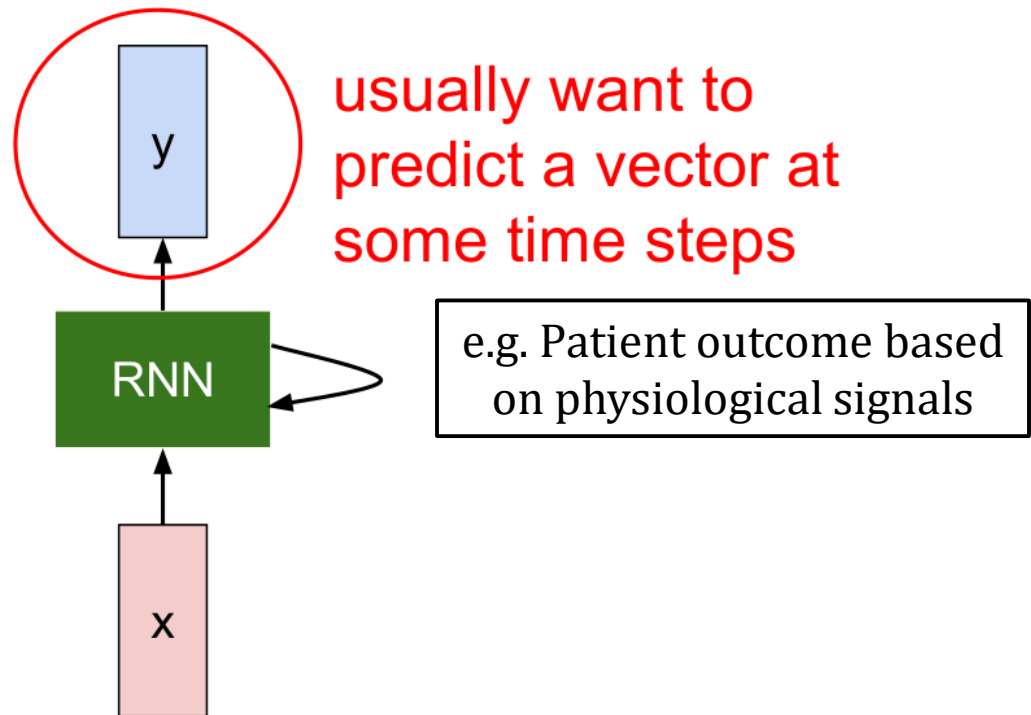 y
usually want to
predict a vector at
some time steps
RNN
e.g. Patient outcome based
on physiological signals
x